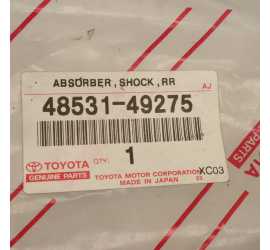 ABSORBER, SHOCK, RR
AJ
48531-49275
TOYOTA
GENUINE PARTS
QTY:
1
TOYOTA MOTOR CORPORATION
MADE IN JAPAN
XC03